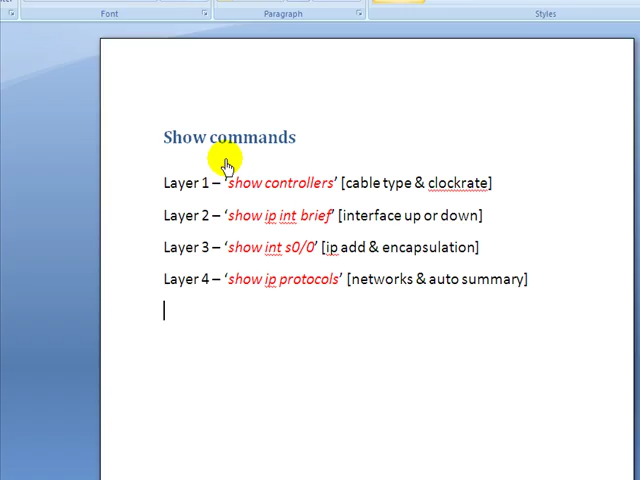 Font
Paragraph
Styles
Show commands
Layer 1 – ‘show controllers’ [cable type & clockrate]
Layer 2 – ‘show ip int brief’ [interface up or down]
Layer 3 – ‘show int s0/0’ [ip add & encapsulation]
Layer 4 – ‘show ip protocols’ [networks & auto summary]